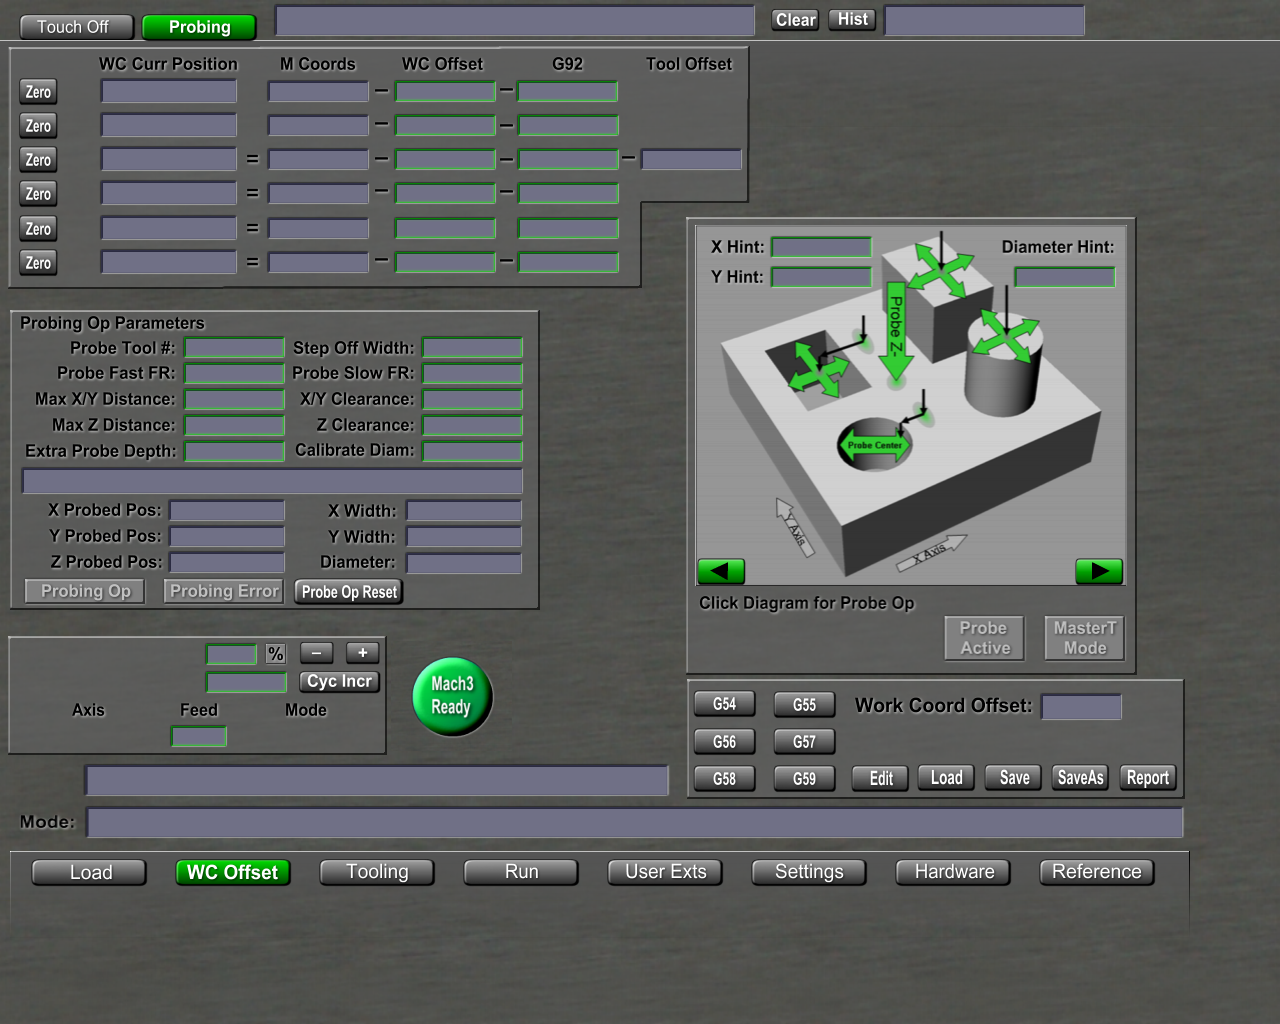 Touch Off Probing Clear Hist
WC Curr Position M Coords WC Offset G92 Tool Offset
Zero – –
Zero – –
Zero = – – –
Zero = – –
Zero =
Zero = – –
Probing Op Parameters
Probe Tool #: Step Off Width:
Probe Fast FR: Probe Slow FR:
Max X/Y Distance: X/Y Clearance:
Max Z Distance: Z Clearance:
Extra Probe Depth: Calibrate Diam:
X Probed Pos: X Width:
Y Probed Pos: Y Width:
Z Probed Pos: Diameter:
Probing Op Probing Error Probe Op Reset
X Hint: Diameter Hint:
Y Hint:
Probe Z-
Probe Center
Y Axis
X Axis
Click Diagram for Probe Op
Probe
Active
MasterT
Mode
% – +
Cyc Incr
Axis Feed Mode
Mach3
Ready
G54 G55 Work Coord Offset:
G56 G57
G58 G59 Edit Load Save SaveAs Report
Mode:
Load WC Offset Tooling Run User Exts Settings Hardware Reference